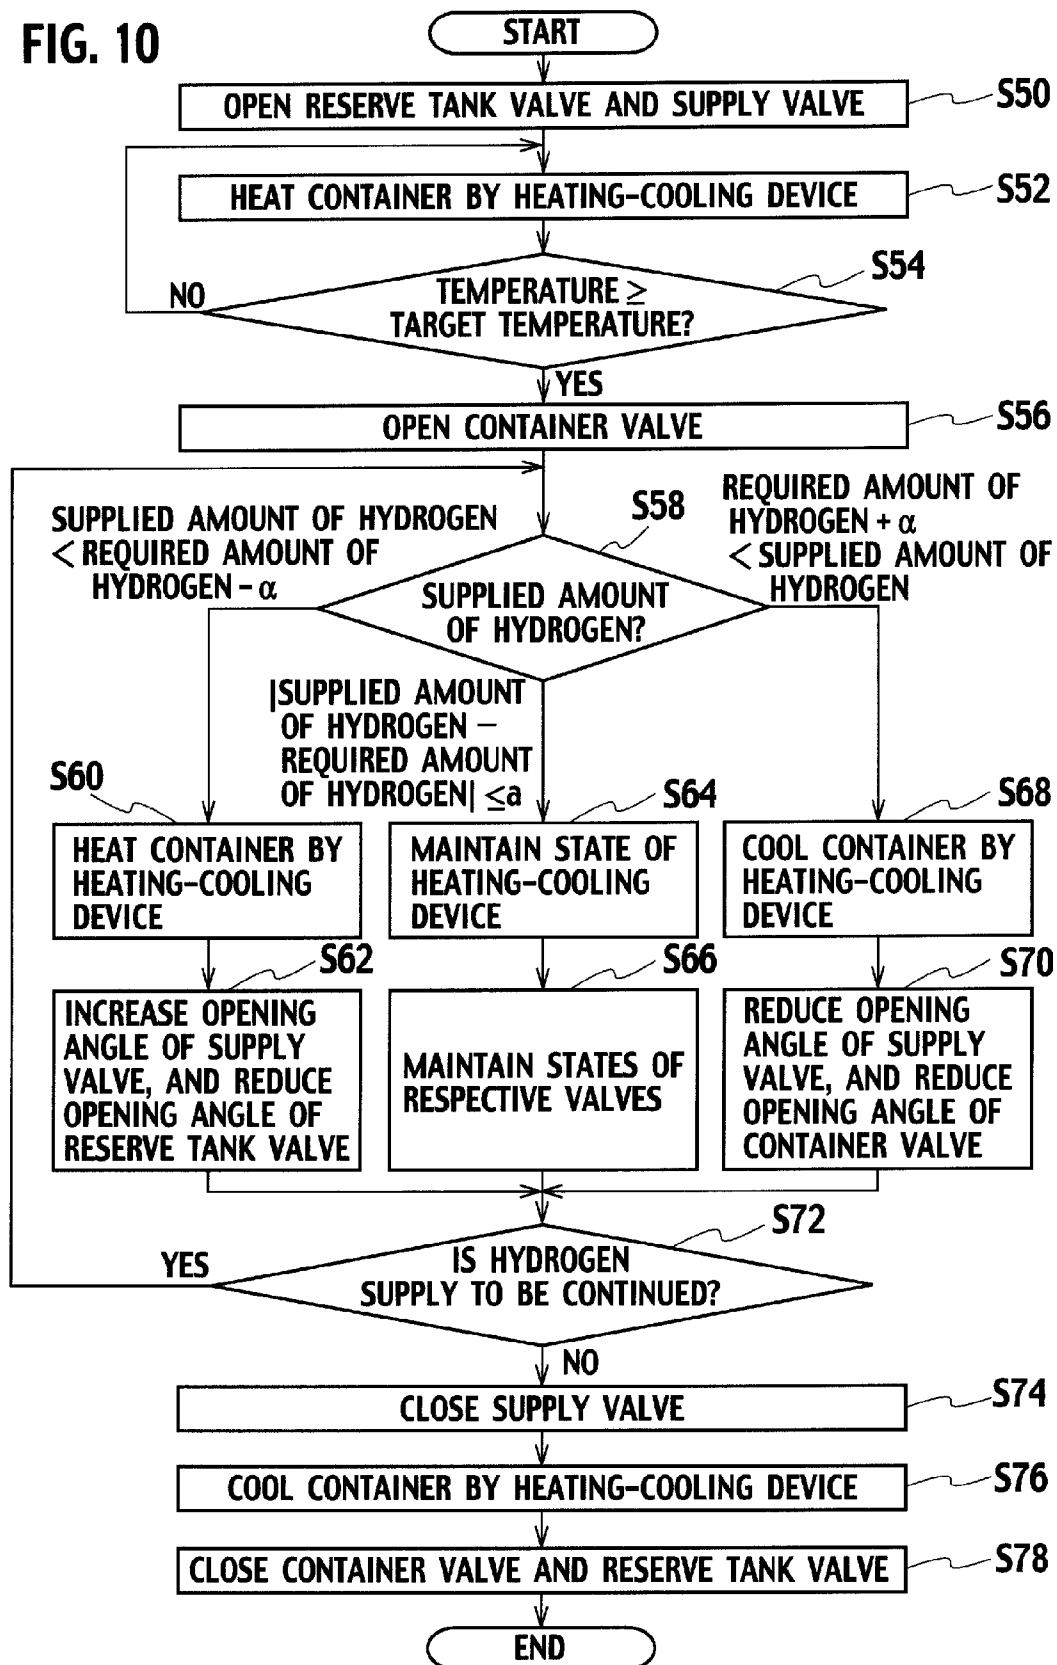 FIG. 10
START
OPEN RESERVE TANK VALVE AND SUPPLY VALVE
S50
HEAT CONTAINER BY HEATING-COOLING DEVICE
S52
S54
NO
TEMPERATURE ≥
TARGET TEMPERATURE?
YES
OPEN CONTAINER VALVE
S56
SUPPLIED AMOUNT OF HYDROGEN
< REQUIRED AMOUNT OF
HYDROGEN - α
S58
REQUIRED AMOUNT OF
HYDROGEN + α
< SUPPLIED AMOUNT OF
HYDROGEN
SUPPLIED AMOUNT
OF HYDROGEN?
|SUPPLIED AMOUNT
OF HYDROGEN −
REQUIRED AMOUNT
OF HYDROGEN| ≤a
S60
HEAT CONTAINER BY
HEATING-COOLING
DEVICE
S64
MAINTAIN STATE OF
HEATING-COOLING
DEVICE
S68
COOL CONTAINER BY
HEATING-COOLING
DEVICE
S62
INCREASE OPENING
ANGLE OF SUPPLY
VALVE, AND REDUCE
OPENING ANGLE OF
RESERVE TANK VALVE
S66
MAINTAIN STATES OF
RESPECTIVE VALVES
S70
REDUCE OPENING
ANGLE OF SUPPLY
VALVE, AND REDUCE
OPENING ANGLE OF
CONTAINER VALVE
S72
YES
IS HYDROGEN
SUPPLY TO BE CONTINUED?
NO
CLOSE SUPPLY VALVE
S74
COOL CONTAINER BY HEATING-COOLING DEVICE
S76
CLOSE CONTAINER VALVE AND RESERVE TANK VALVE
S78
END